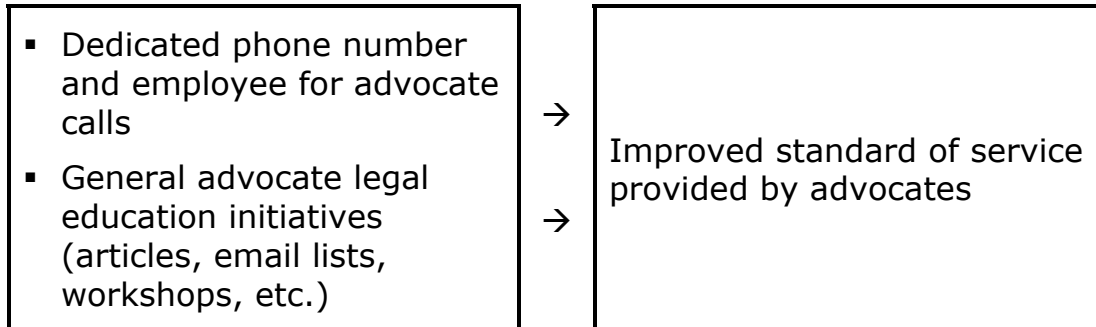 ▪ Dedicated phone number
and employee for advocate
calls
▪ General advocate legal
education initiatives
(articles, email lists,
workshops, etc.)
→
→
Improved standard of service
provided by advocates